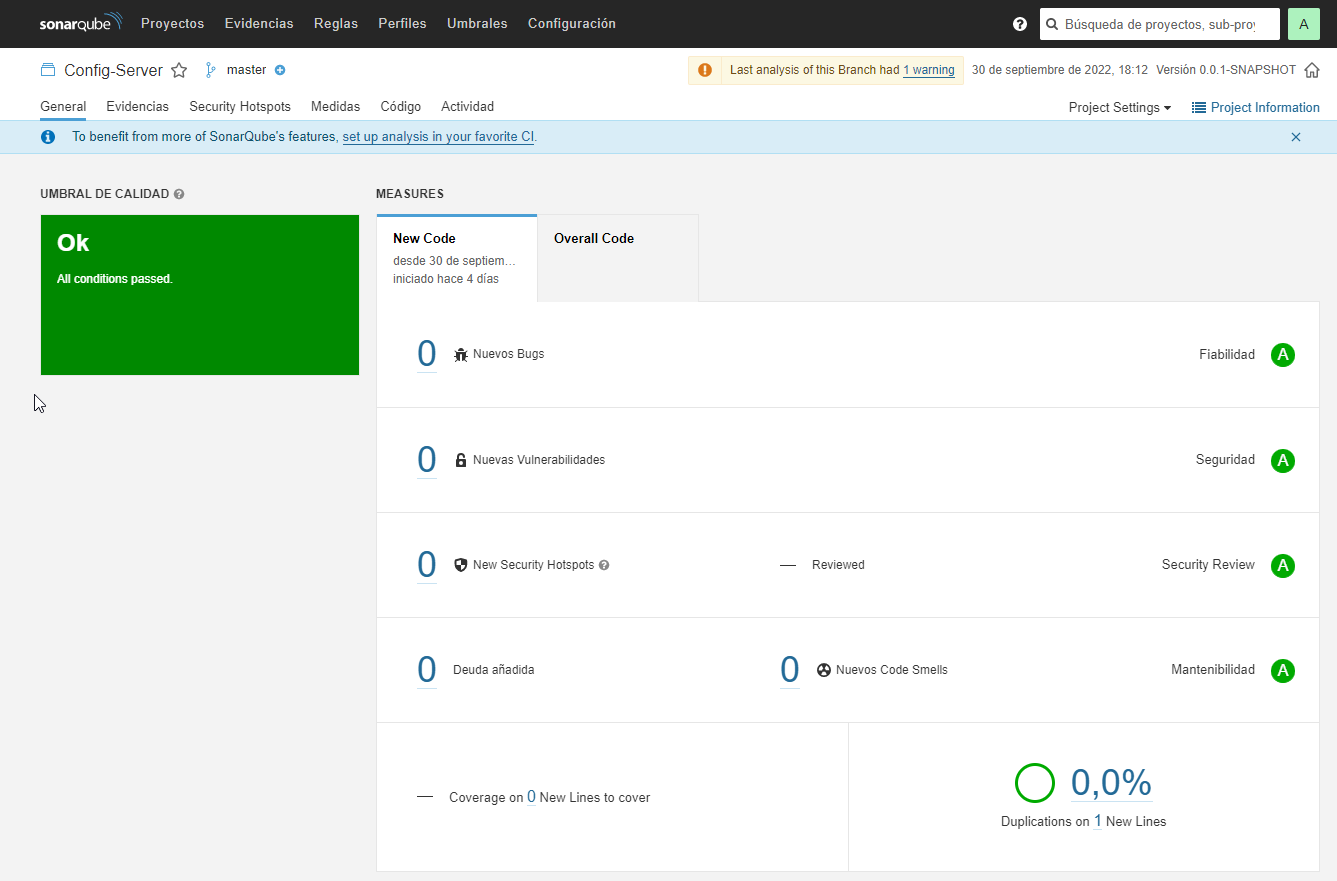 sonarqube Proyectos Evidencias Reglas Perfiles Umbrales Configuración ? Búsqueda de proyectos, sub-proy A
Config-Server master Last analysis of this Branch had 1 warning 30 de septiembre de 2022, 18:12 Versión 0.0.1-SNAPSHOT
General Evidencias Security Hotspots Medidas Código Actividad Project Settings Project Information
To benefit from more of SonarQube's features, set up analysis in your favorite CI.
UMBRAL DE CALIDAD ? MEASURES
Ok
All conditions passed.
New Code Overall Code
desde 30 de septiem…
iniciado hace 4 días
0 Nuevos Bugs Fiabilidad A
0 Nuevas Vulnerabilidades Seguridad A
0 New Security Hotspots ? — Reviewed Security Review A
0 Deuda añadida 0 Nuevos Code Smells Mantenibilidad A
— Coverage on 0 New Lines to cover
0,0%
Duplications on 1 New Lines